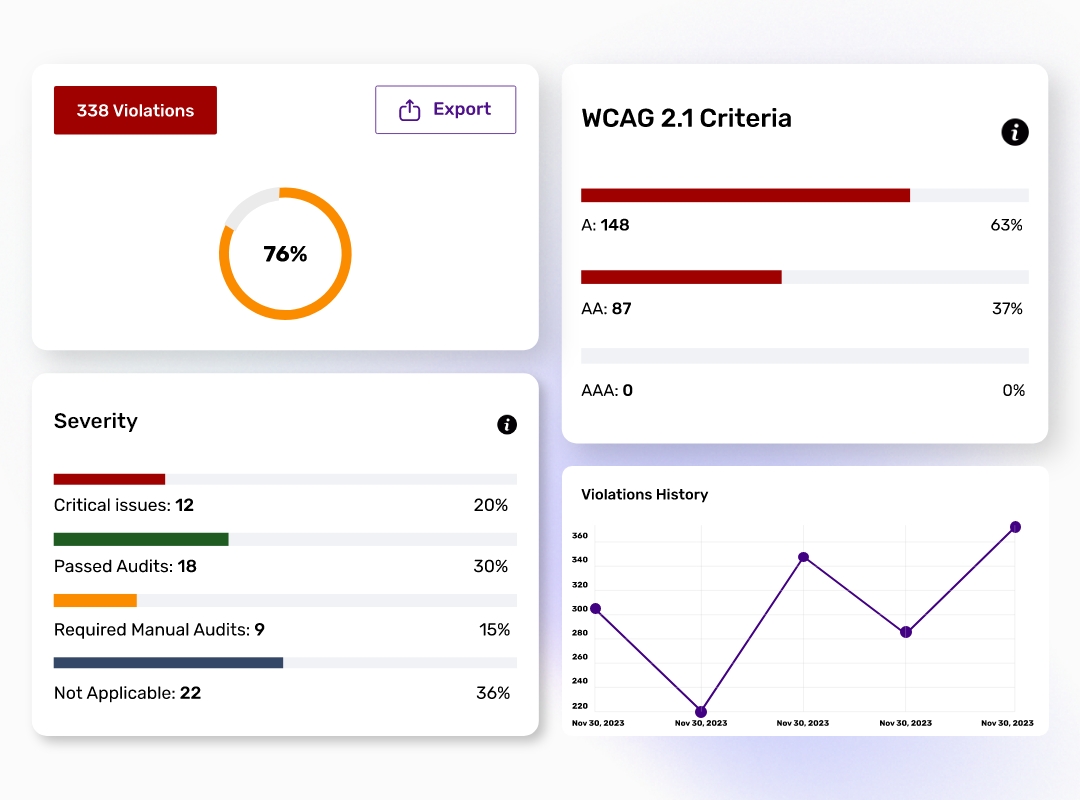 338 Violations
Export
76%
Severity
Critical issues: 12 20%
Passed Audits: 18 30%
Required Manual Audits: 9 15%
Not Applicable: 22 36%
WCAG 2.1 Criteria
A: 148 63%
AA: 87 37%
AAA: 0 0%
Violations History
360
340
320
300
280
260
240
220
Nov 30, 2023 Nov 30, 2023 Nov 30, 2023 Nov 30, 2023 Nov 30, 2023